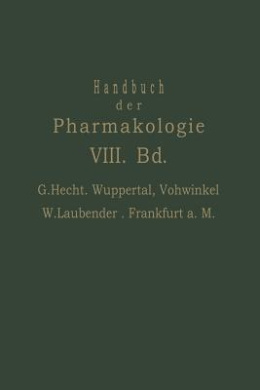 Handbuch
der
Pharmakologie
VIII. Bd.
G.Hecht. Wuppertal, Vohwinkel
W.Laubender . Frankfurt a. M.